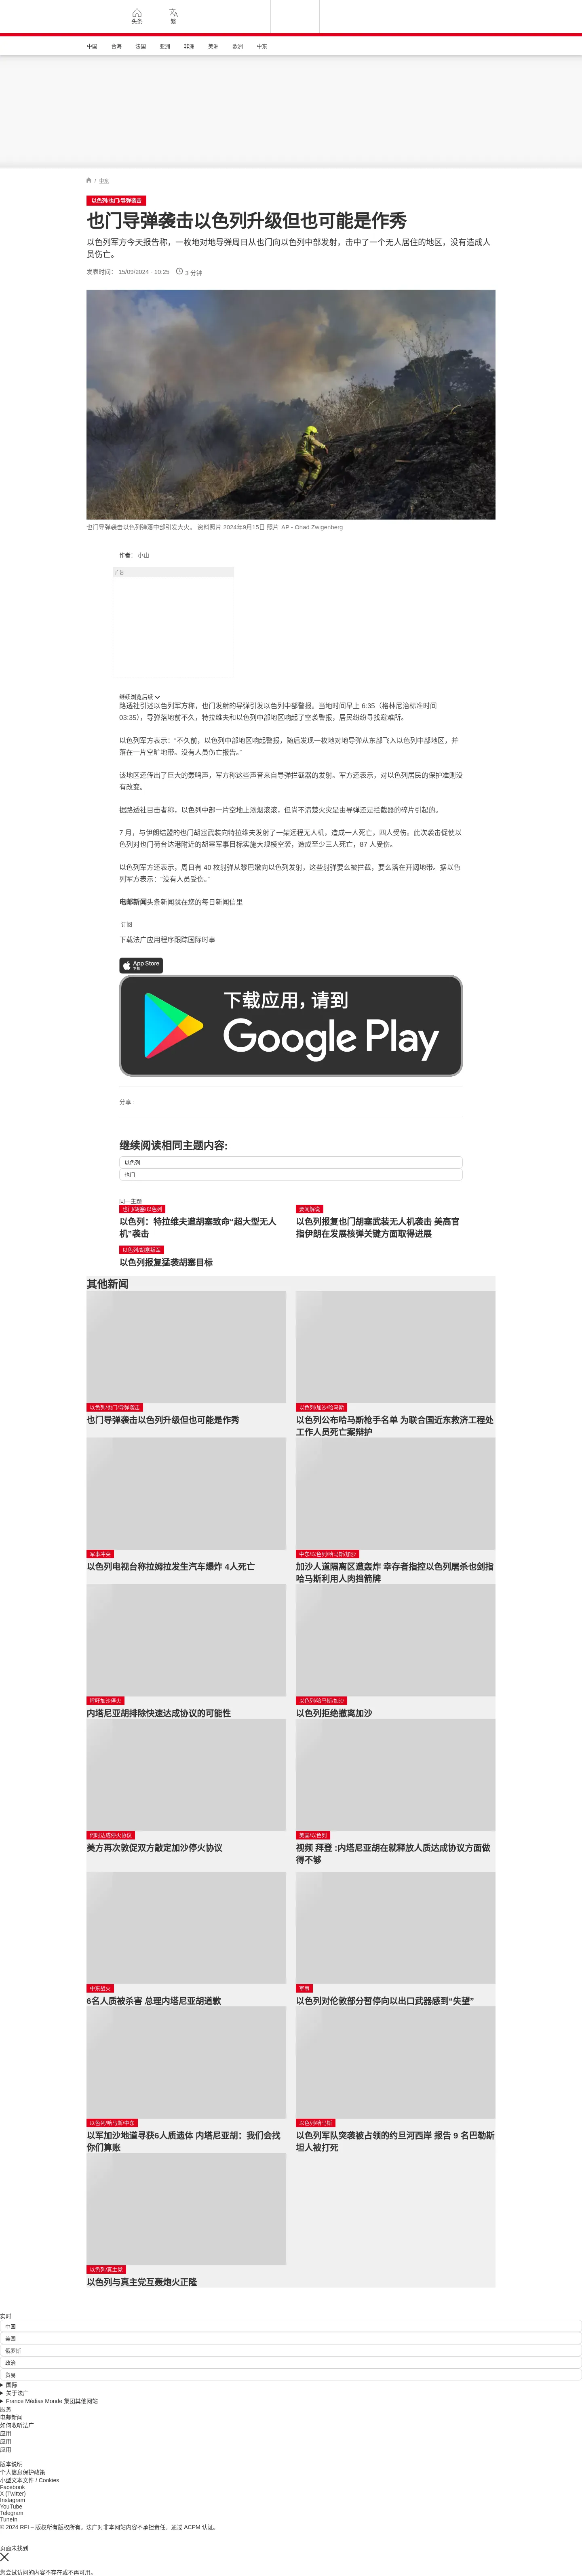 头条
繁
中国
台海
法国
亚洲
非洲
美洲
欧洲
中东
/ 中东
以色列/也门/导弹袭击
也门导弹袭击以色列升级但也可能是作秀
以色列军方今天报告称，一枚地对地导弹周日从也门向以色列中部发射，击中了一个无人居住的地区，没有造成人
员伤亡。
发表时间： 15/09/2024 - 10:25
3 分钟
也门导弹袭击以色列弹落中部引发大火。 资料照片 2024年9月15日 照片 AP - Ohad Zwigenberg
作者： 小山
广告
继续浏览后续
路透社引述以色列军方称，也门发射的导弹引发以色列中部警报。当地时间早上 6:35（格林尼治标准时间
03:35），导弹落地前不久，特拉维夫和以色列中部地区响起了空袭警报，居民纷纷寻找避难所。
以色列军方表示：“不久前，以色列中部地区响起警报，随后发现一枚地对地导弹从东部飞入以色列中部地区，并
落在一片空旷地带。没有人员伤亡报告。”
该地区还传出了巨大的轰鸣声，军方称这些声音来自导弹拦截器的发射。军方还表示，对以色列居民的保护准则没
有改变。
据路透社目击者称，以色列中部一片空地上浓烟滚滚，但尚不清楚火灾是由导弹还是拦截器的碎片引起的。
7 月，与伊朗结盟的也门胡塞武装向特拉维夫发射了一架远程无人机，造成一人死亡，四人受伤。此次袭击促使以
色列对也门荷台达港附近的胡塞军事目标实施大规模空袭，造成至少三人死亡，87 人受伤。
以色列军方还表示，周日有 40 枚射弹从黎巴嫩向以色列发射，这些射弹要么被拦截，要么落在开阔地带。据以色
列军方表示：“没有人员受伤。”
电邮新闻头条新闻就在您的每日新闻信里
订阅
下载法广应用程序跟踪国际时事
App Store
下载
下载应用，请到
Google Play
分享 :
继续阅读相同主题内容:
以色列
也门
同一主题
也门/胡塞/以色列
以色列：特拉维夫遭胡塞致命“超大型无人
机”袭击
要闻解说
以色列报复也门胡塞武装无人机袭击 美高官
指伊朗在发展核弹关键方面取得进展
以色列/胡塞叛军
以色列报复猛袭胡塞目标
其他新闻
以色列/也门/导弹袭击
也门导弹袭击以色列升级但也可能是作秀
以色列/加沙/哈马斯
以色列公布哈马斯枪手名单 为联合国近东救济工程处
工作人员死亡案辩护
军事冲突
以色列电视台称拉姆拉发生汽车爆炸 4人死亡
中东/以色列/哈马斯/加沙
加沙人道隔离区遭轰炸 幸存者指控以色列屠杀也剑指
哈马斯利用人肉挡箭牌
呼吁加沙停火
内塔尼亚胡排除快速达成协议的可能性
以色列/哈马斯/加沙
以色列拒绝撤离加沙
何时达成停火协议
美方再次敦促双方敲定加沙停火协议
美国/以色列
视频 拜登 :内塔尼亚胡在就释放人质达成协议方面做
得不够
中东战火
6名人质被杀害 总理内塔尼亚胡道歉
军事
以色列对伦敦部分暂停向以出口武器感到“失望”
以色列/哈马斯/中东
以军加沙地道寻获6人质遗体 内塔尼亚胡：我们会找
你们算账
以色列/哈马斯
以色列军队突袭被占领的约旦河西岸 报告 9 名巴勒斯
坦人被打死
以色列/真主党
以色列与真主党互轰炮火正隆
实时
中国
美国
俄罗斯
政治
贸易
国际
关于法广
France Médias Monde 集团其他网站
服务
电邮新闻
如何收听法广
应用
应用
应用
版本说明
个人信息保护政策
小型文本文件 / Cookies
Facebook
X (Twitter)
Instagram
YouTube
Telegram
TuneIn
© 2024 RFI – 版权所有版权所有。法广对非本网站内容不承担责任。通过 ACPM 认证。
页面未找到
您尝试访问的内容不存在或不再可用。